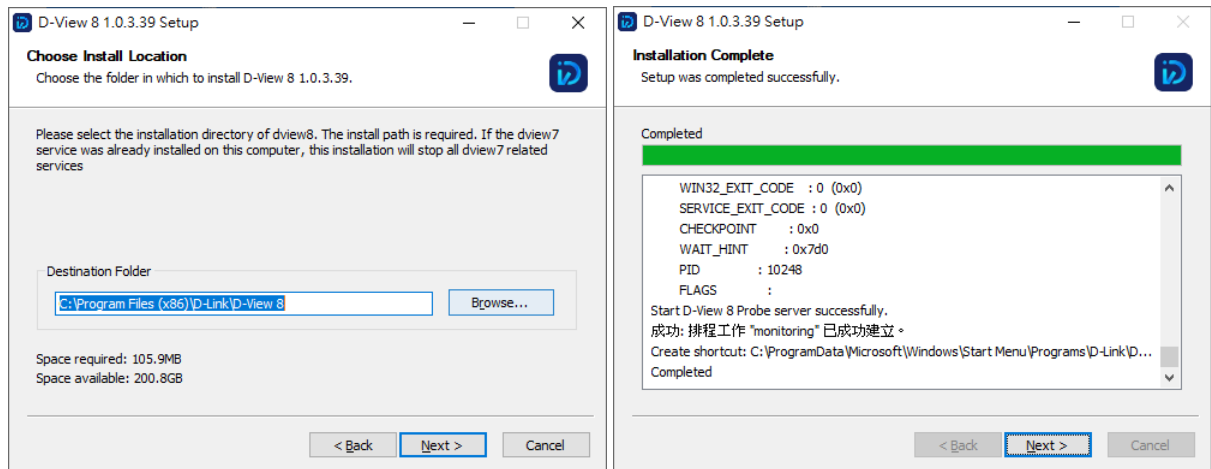 D-View 8 1.0.3.39 Setup
Choose Install Location
Choose the folder in which to install D-View 8 1.0.3.39.
Please select the installation directory of dview8. The install path is required. If the dview7
service was already installed on this computer, this installation will stop all dview7 related
services
Destination Folder
C:\Program Files (x86)\D-Link\D-View 8
Browse...
Space required: 105.9MB
Space available: 200.8GB
< Back
Next >
Cancel
D-View 8 1.0.3.39 Setup
Installation Complete
Setup was completed successfully.
Completed
WIN32_EXIT_CODE : 0 (0x0)
SERVICE_EXIT_CODE : 0 (0x0)
CHECKPOINT : 0x0
WAIT_HINT : 0x7d0
PID : 10248
FLAGS :
Start D-View 8 Probe server successfully.
成功: 排程工作 "monitoring" 已成功建立。
Create shortcut: C:\ProgramData\Microsoft\Windows\Start Menu\Programs\D-Link\D...
Completed
< Back
Next >
Cancel